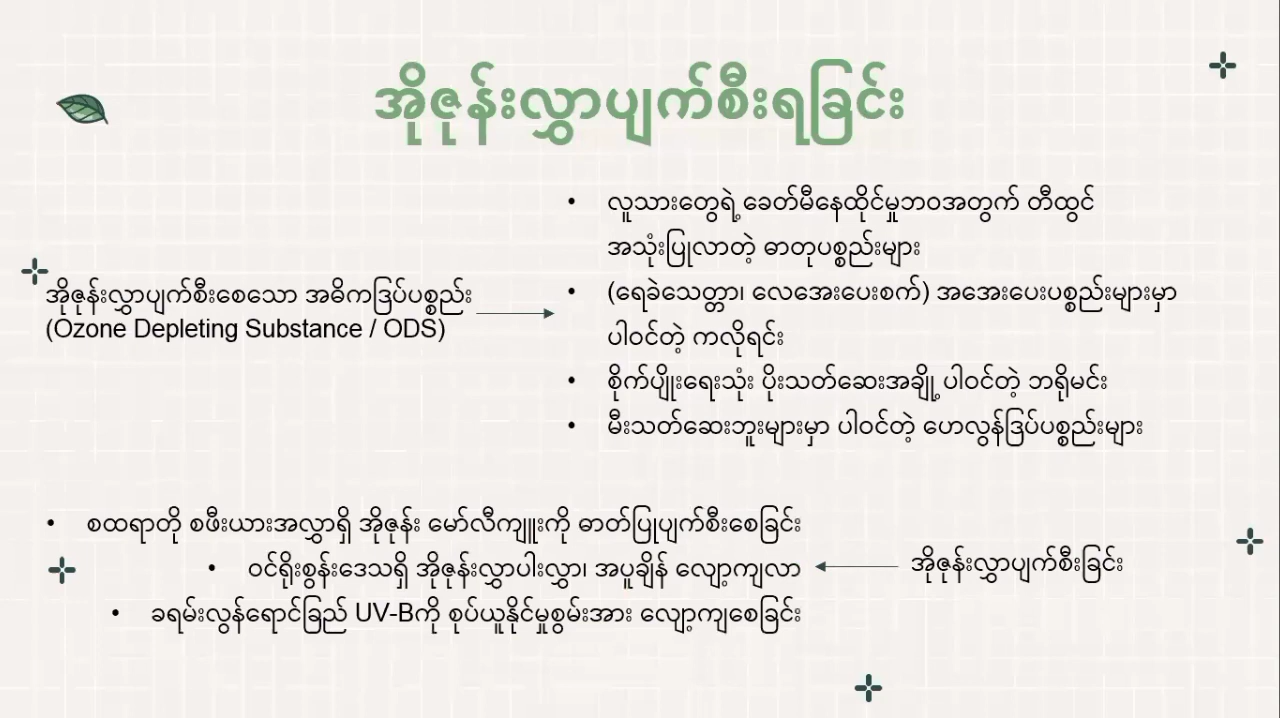 အိုဇုန်းလွှာပျက်စီးရခြင်း
အိုဇုန်းလွှာပျက်စီးစေသော အဓိကဒြပ်ပစ္စည်း
(Ozone Depleting Substance / ODS)
• လူသားတွေရဲ့ ခေတ်မီနေထိုင်မှုဘဝအတွက် တီထွင်
အသုံးပြုလာတဲ့ ဓာတုပစ္စည်းများ
• (ရေခဲသေတ္တာ၊ လေအေးပေးစက်) အအေးပေးပစ္စည်းများမှာ
ပါဝင်တဲ့ ကလိုရင်း
• စိုက်ပျိုးရေးသုံး ပိုးသတ်ဆေးအချို့ပါဝင်တဲ့ ဘရိုမင်း
• မီးသတ်ဆေးဘူးများမှာ ပါဝင်တဲ့ ဟေလွန်ဒြပ်ပစ္စည်းများ
အိုဇုန်းလွှာပျက်စီးခြင်း
• စထရာတို စဖီးယားအလွှာရှိ အိုဇုန်း မော်လီကျူးကို ဓာတ်ပြုပျက်စီးစေခြင်း
• ဝင်ရိုးစွန်းဒေသရှိ အိုဇုန်းလွှာပါးလွှာ၊ အပူချိန် လျော့ကျလာ
• ခရမ်းလွန်ရောင်ခြည် UV-Bကို စုပ်ယူနိုင်မှုစွမ်းအား လျော့ကျစေခြင်း